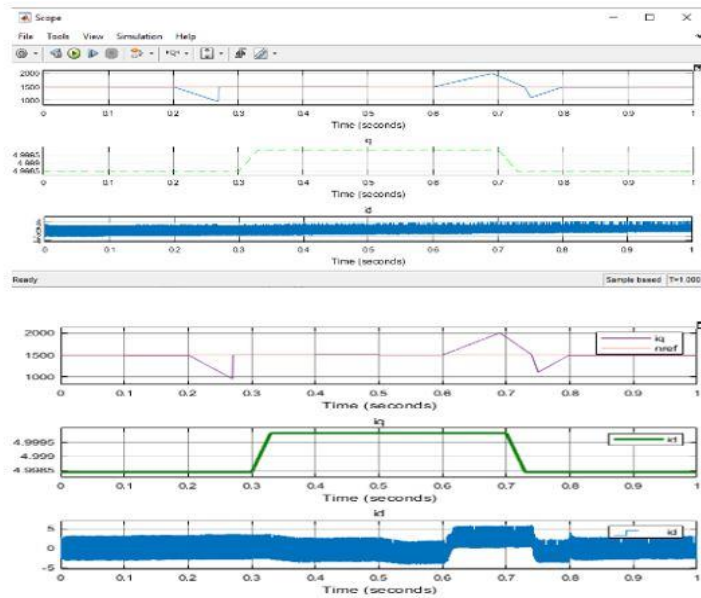 Scope
File Tools View Simulation Help
2000
1500
1000
0 0.1 0.2 0.3 0.4 0.5 0.6 0.7 0.8 0.9 1
Time (seconds)
iq
4.9985
4.999
4.9985
0 0.1 0.2 0.3 0.4 0.5 0.6 0.7 0.8 0.9 1
Time (seconds)
id
0 0.1 0.2 0.3 0.4 0.5 0.6 0.7 0.8 0.9 1
Time (seconds)
Ready Sample based T=1.000
2000
1500
1000
iq
nref
0 0.1 0.2 0.3 0.4 0.5 0.6 0.7 0.8 0.9 1
Time (seconds)
iq
4.9995
4.999
4.9985
id
0 0.1 0.2 0.3 0.4 0.5 0.6 0.7 0.8 0.9 1
Time (seconds)
id
5
0
-5
id
0 0.1 0.2 0.3 0.4 0.5 0.6 0.7 0.8 0.9 1
Time (seconds)